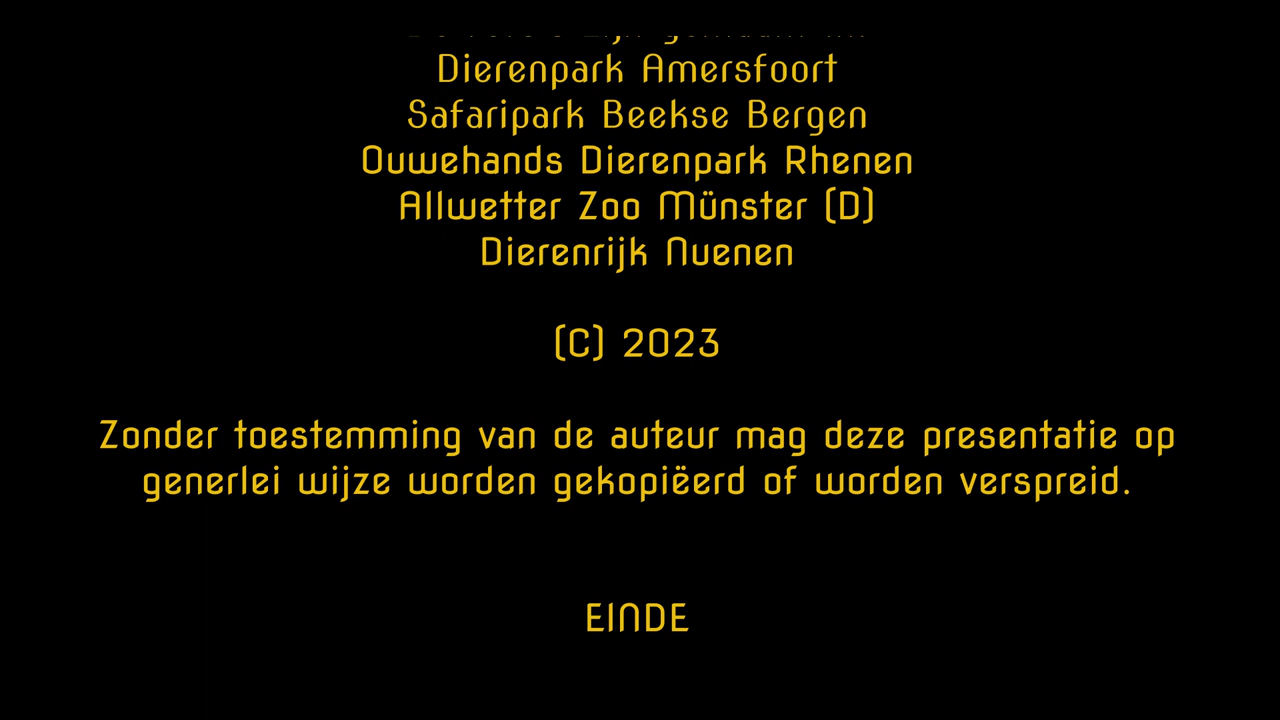 Dierenpark Amersfoort
Safaripark Beekse Bergen
Ouwehands Dierenpark Rhenen
Allwetter Zoo Münster (D)
Dierenrijk Nuenen
(C) 2023
Zonder toestemming van de auteur mag deze presentatie op
generlei wijze worden gekopiëerd of worden verspreid.
EINDE